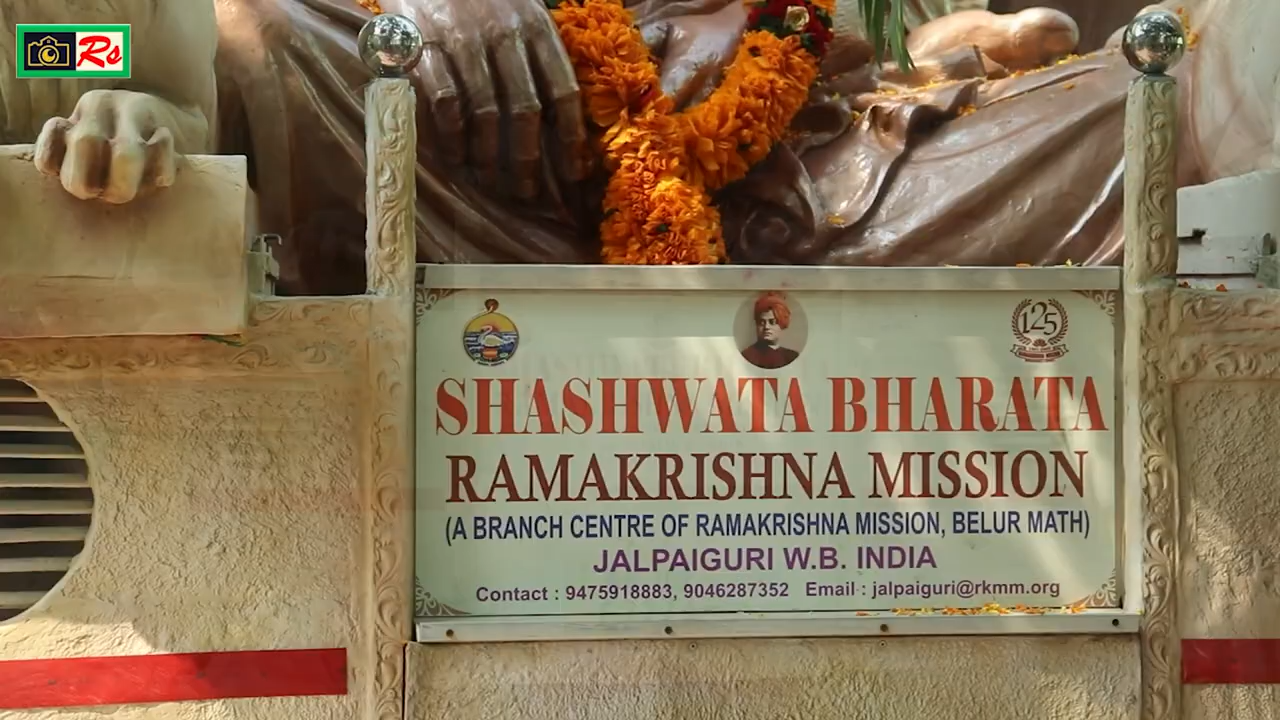 Rs
125
SHASHWATA BHARATA
RAMAKRISHNA MISSION
(A BRANCH CENTRE OF RAMAKRISHNA MISSION, BELUR MATH)
JALPAIGURI W.B. INDIA
Contact : 9475918883, 9046287352 Email : jalpaiguri@rkmm.org